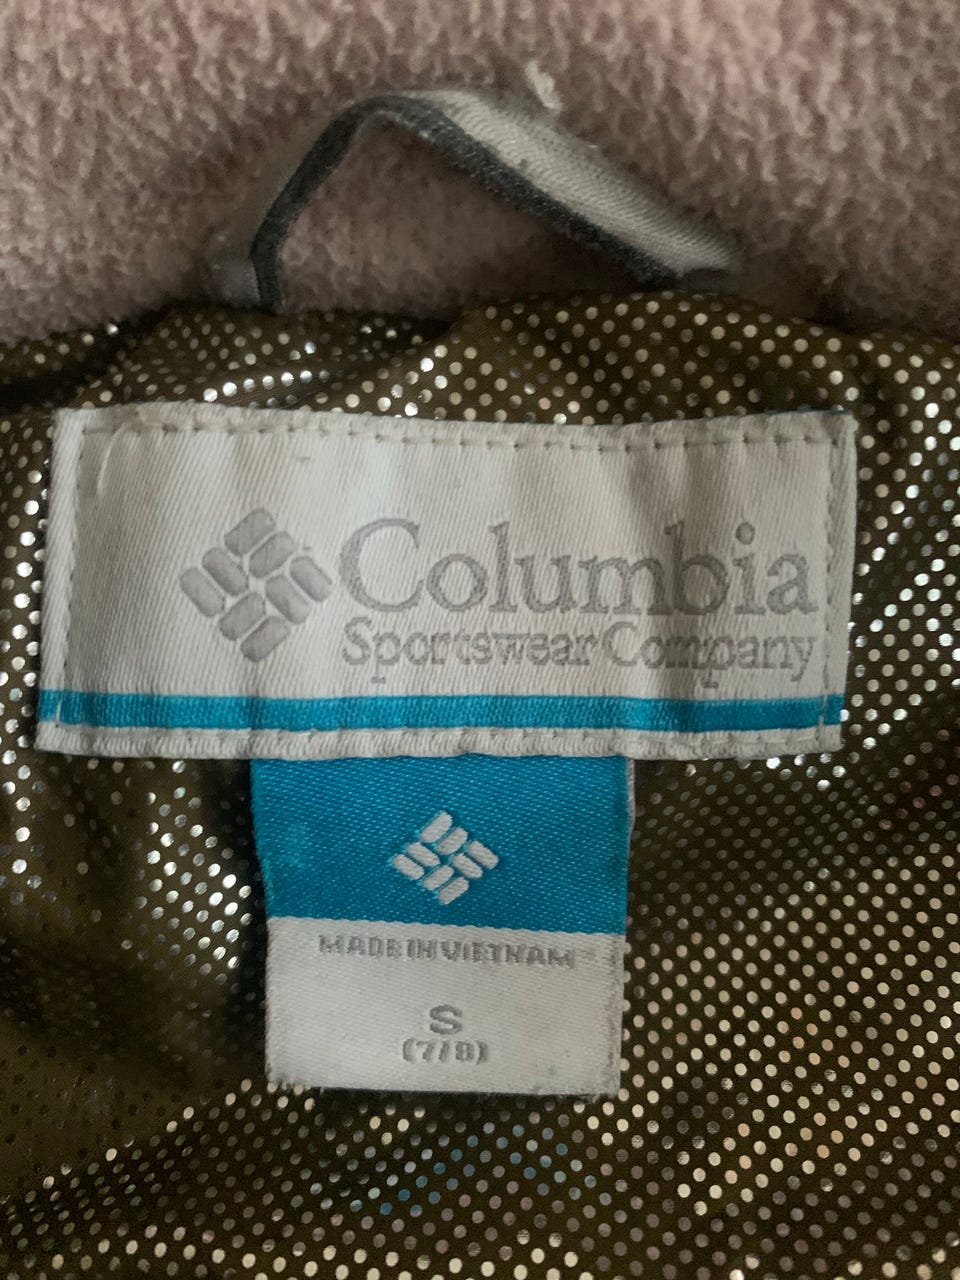 Columbia
Sportswear Company
MADE IN VIETNAM
S
(7/8)